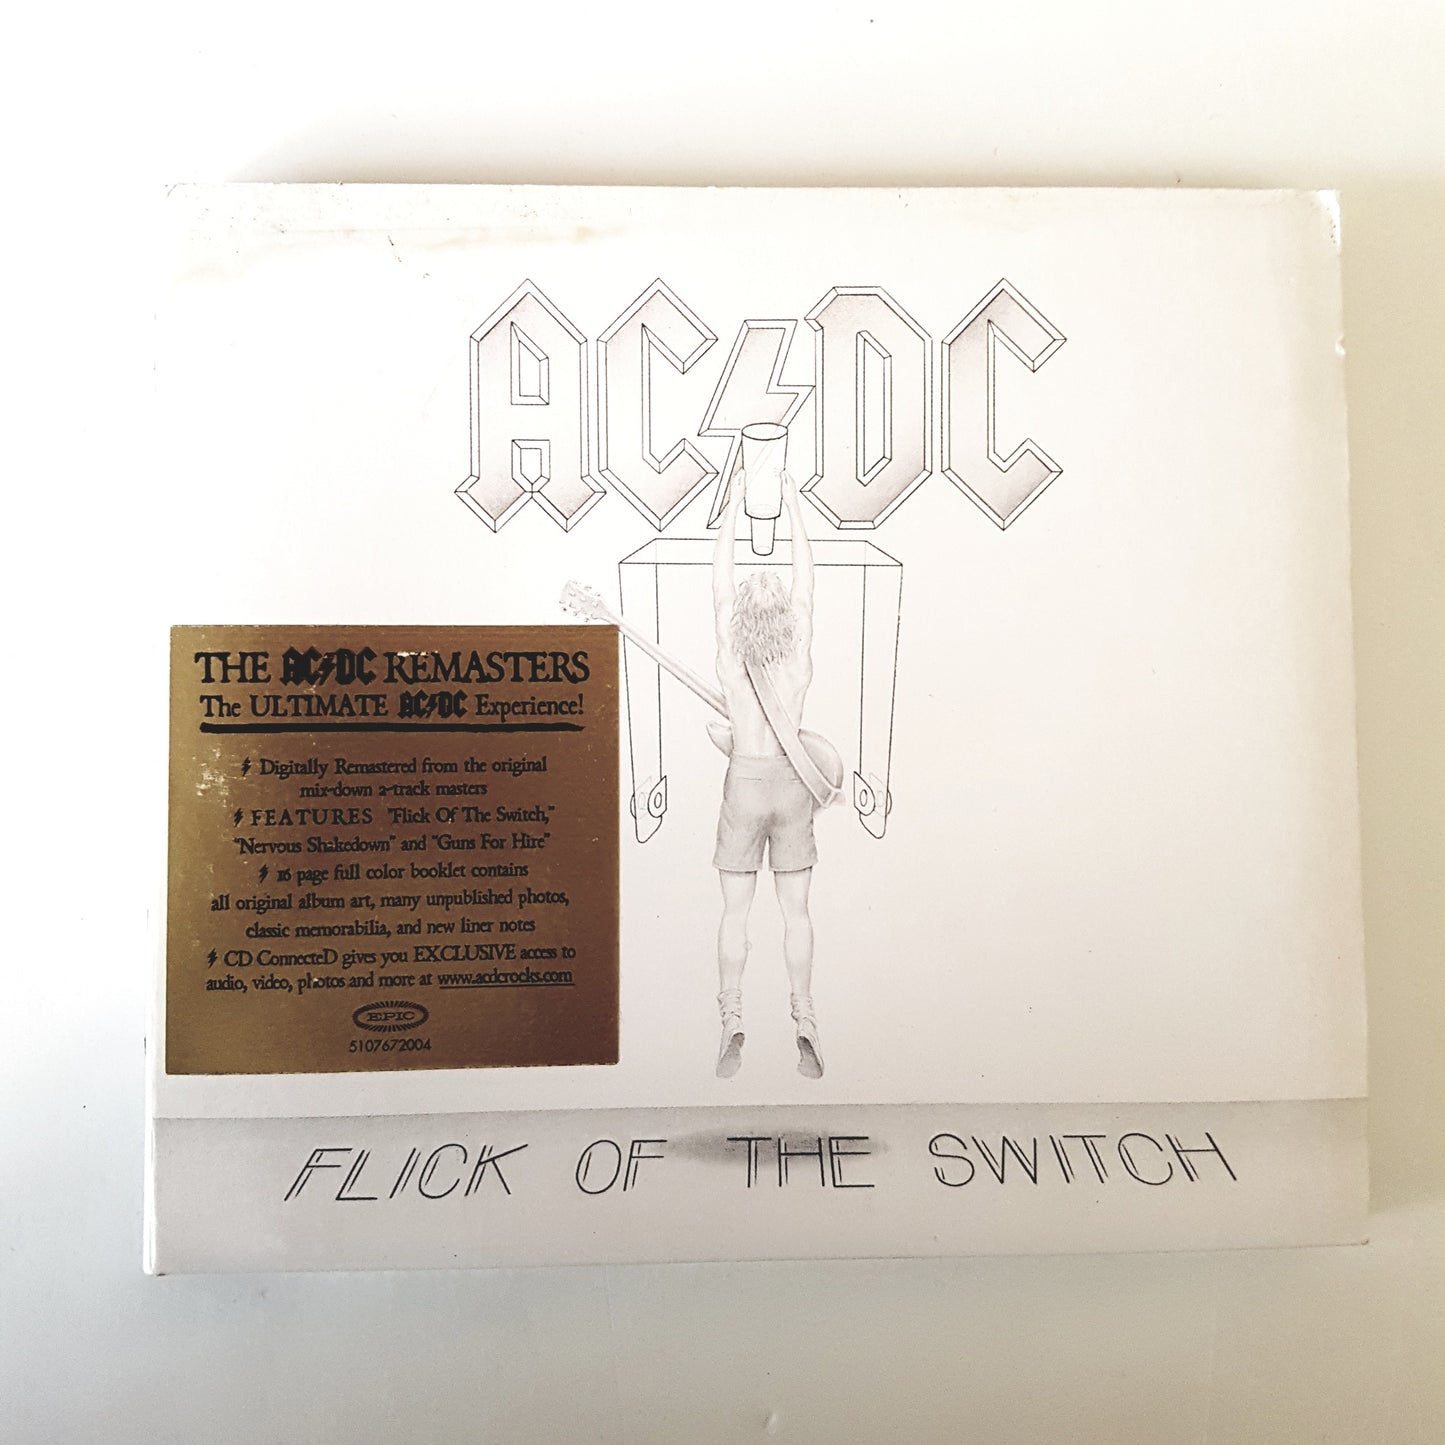 AC/DC
THE AC/DC REMASTERS
The ULTIMATE AC/DC Experience!
Digitally Remastered from the original
mix-down 2-track masters
FEATURES "Flick Of The Switch,"
"Nervous Shakedown" and "Guns For Hire"
16 page full color booklet contains
all original album art, many unpublished photos,
classic memorabilia, and new liner notes
CD ConnecteD gives you EXCLUSIVE access to
audio, video, photos and more at www.acdcrocks.com
EPIC
5107672004
FLICK OF THE SWITCH